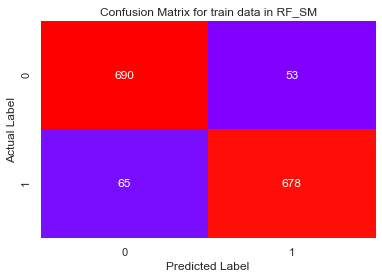 Confusion Matrix for train data in RF_SM
Actual Label
0
690
53
1
65
678
0
1
Predicted Label